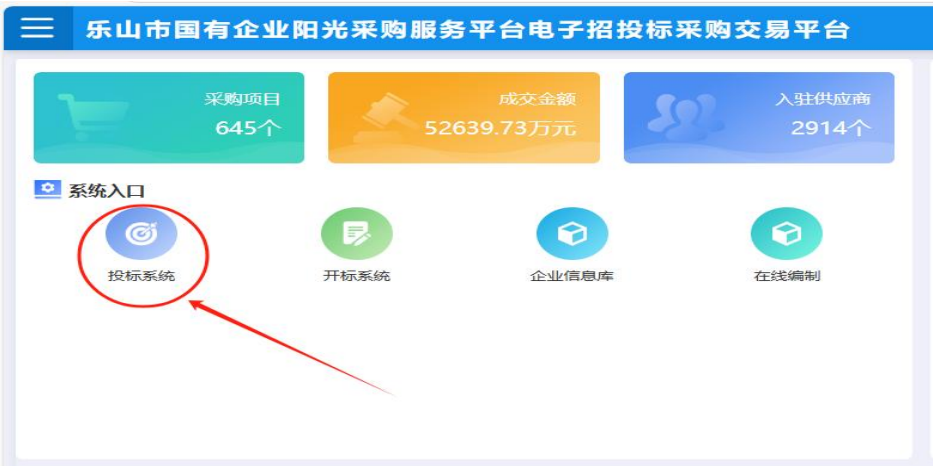 乐山市国有企业阳光采购服务平台电子招投标采购交易平台
采购项目
645个
成交金额
52639.73万元
入驻供应商
2914个
系统入口
投标系统
开标系统
企业信息库
在线编制